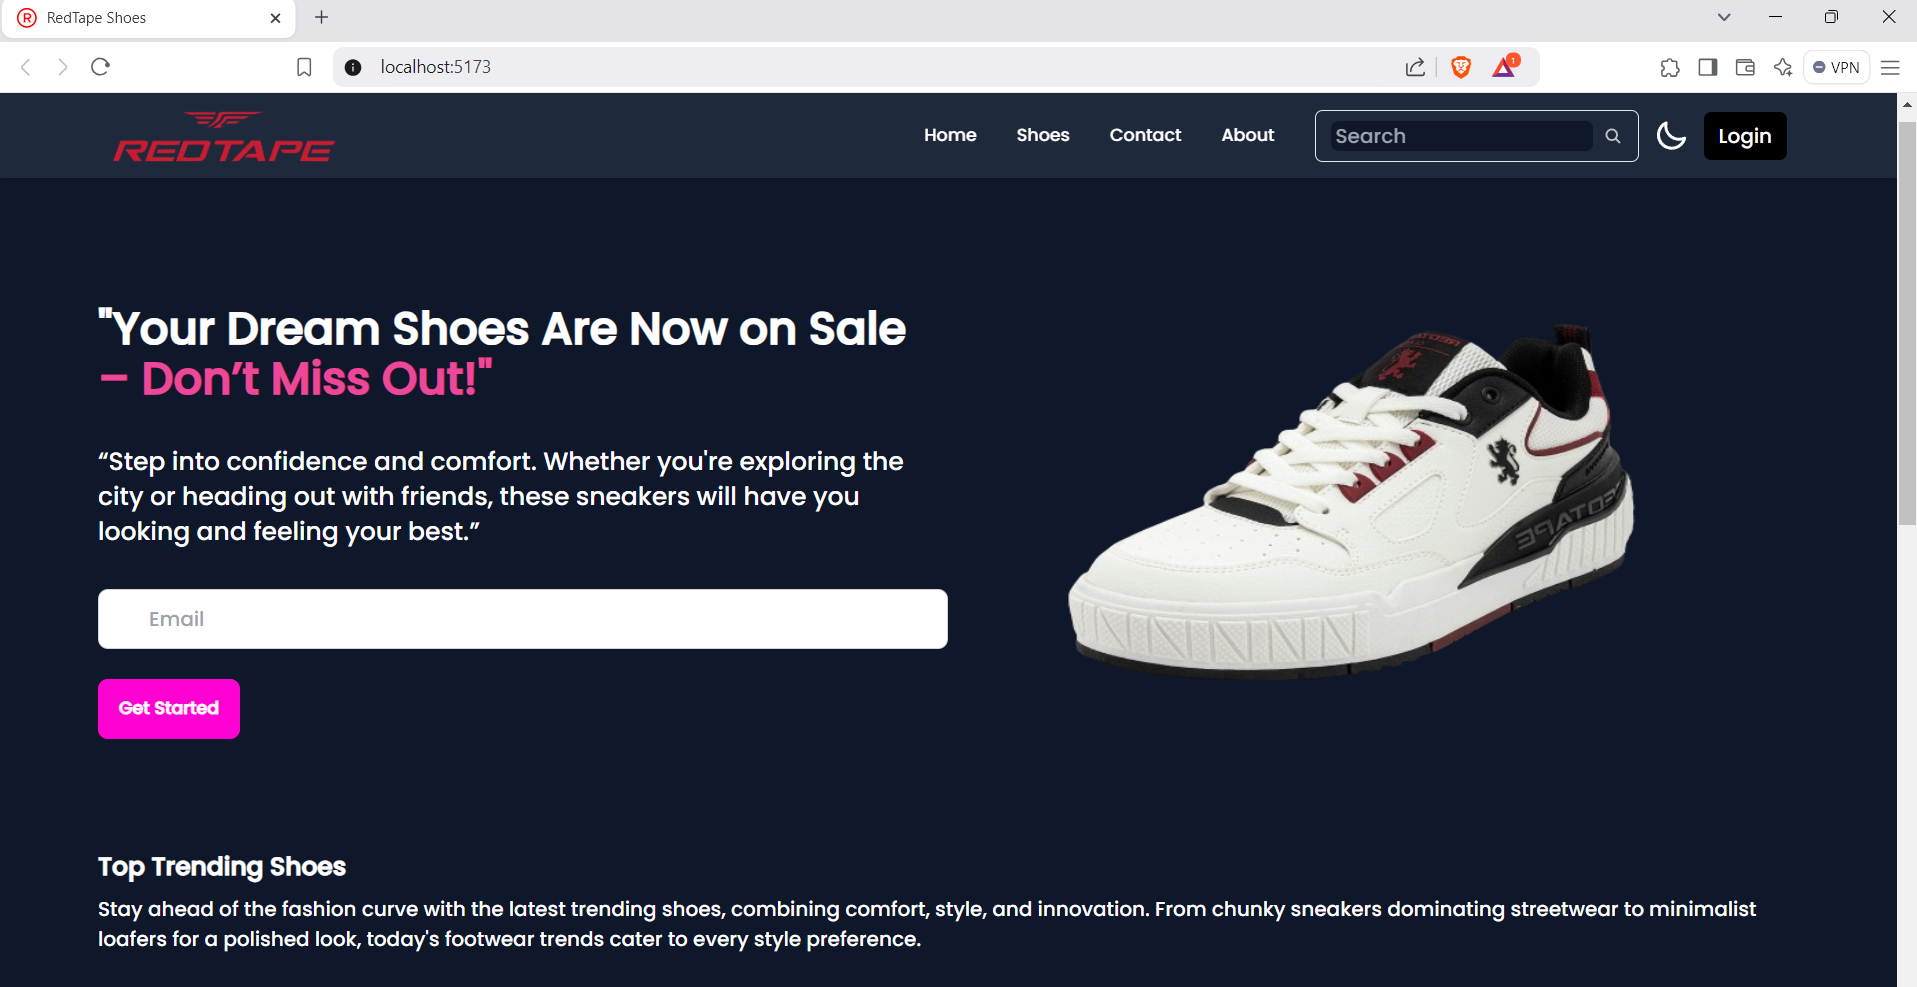 RedTape Shoes
localhost:5173
1
VPN
REDTAPE
Home
Shoes
Contact
About
Search
Login
"Your Dream Shoes Are Now on Sale
– Don’t Miss Out!"
“Step into confidence and comfort. Whether you're exploring the
city or heading out with friends, these sneakers will have you
looking and feeling your best.”
Email
Get Started
REDTAPE
REDTAPE
Top Trending Shoes
Stay ahead of the fashion curve with the latest trending shoes, combining comfort, style, and innovation. From chunky sneakers dominating streetwear to minimalist
loafers for a polished look, today's footwear trends cater to every style preference.